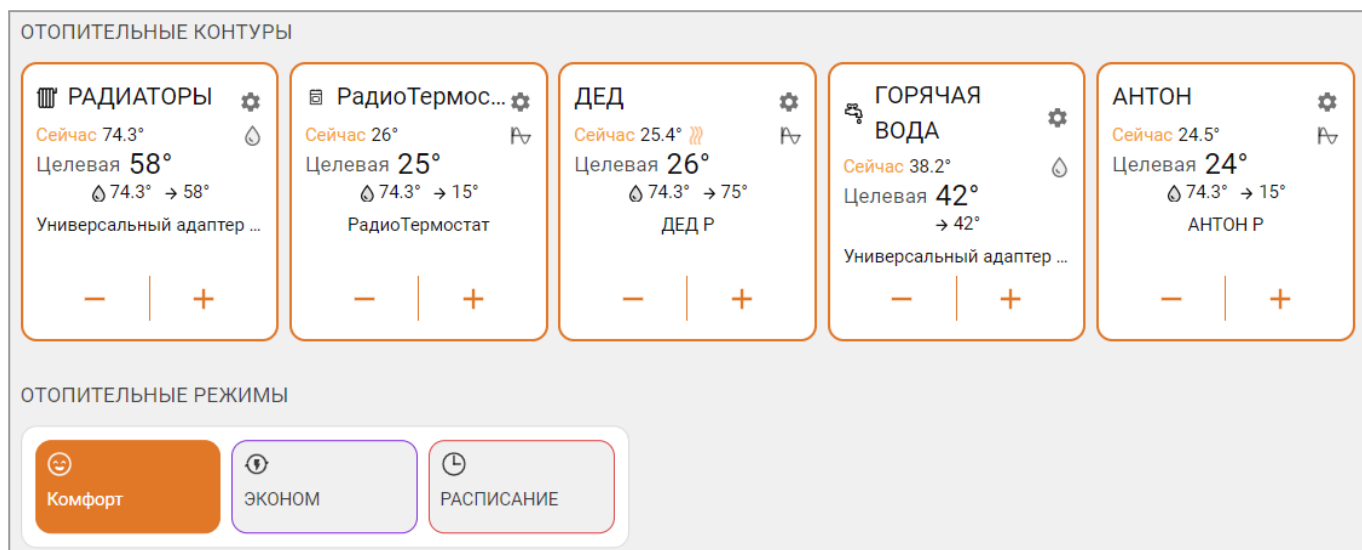 ОТОПИТЕЛЬНЫЕ КОНТУРЫ
РАДИАТОРЫ
Сейчас 74.3°
Целевая 58°
74.3° → 58°
Универсальный адаптер ...
− +
РадиоТермос...
Сейчас 26°
Целевая 25°
74.3° → 15°
РадиоТермостат
− +
ДЕД
Сейчас 25.4°
Целевая 26°
74.3° → 75°
ДЕД Р
− +
ГОРЯЧАЯ
ВОДА
Сейчас 38.2°
Целевая 42°
→ 42°
Универсальный адаптер ...
− +
АНТОН
Сейчас 24.5°
Целевая 24°
74.3° → 15°
АНТОН Р
− +
ОТОПИТЕЛЬНЫЕ РЕЖИМЫ
Комфорт
ЭКОНОМ
РАСПИСАНИЕ